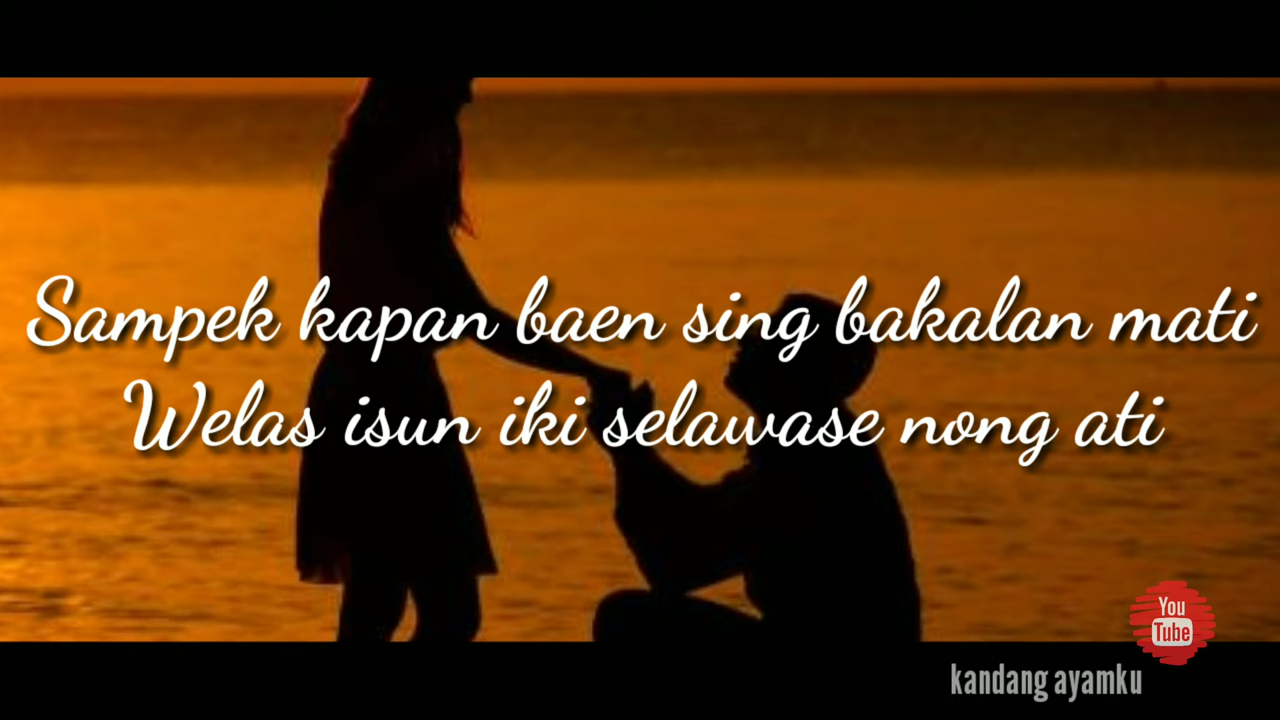 Sampek kapan baen sing bakalan mati
Welas isun iki selawase nong ati
You
Tube
kandang ayamku